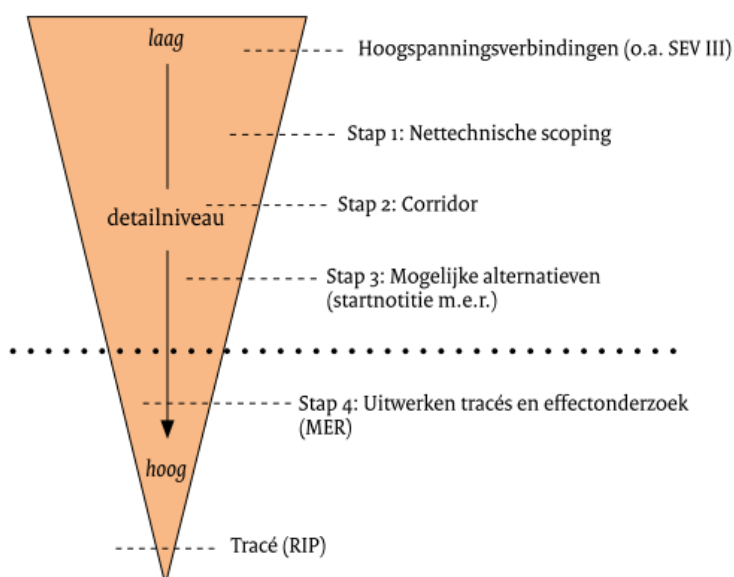 laag
Hoogspanningsverbindingen (o.a. SEV III)
Stap 1: Nettechnische scoping
Stap 2: Corridor
detailniveau
Stap 3: Mogelijke alternatieven
(startnotitie m.e.r.)
Stap 4: Uitwerken tracés en effectonderzoek
(MER)
hoog
Tracé (RIP)